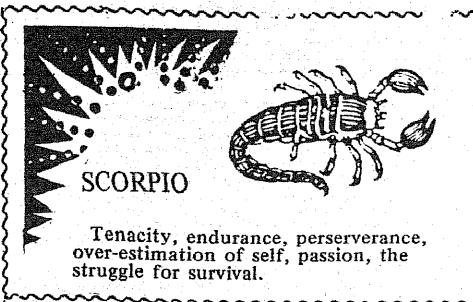 SCORPIO
Tenacity, endurance, perserverance,
over-estimation of self, passion, the
struggle for survival.